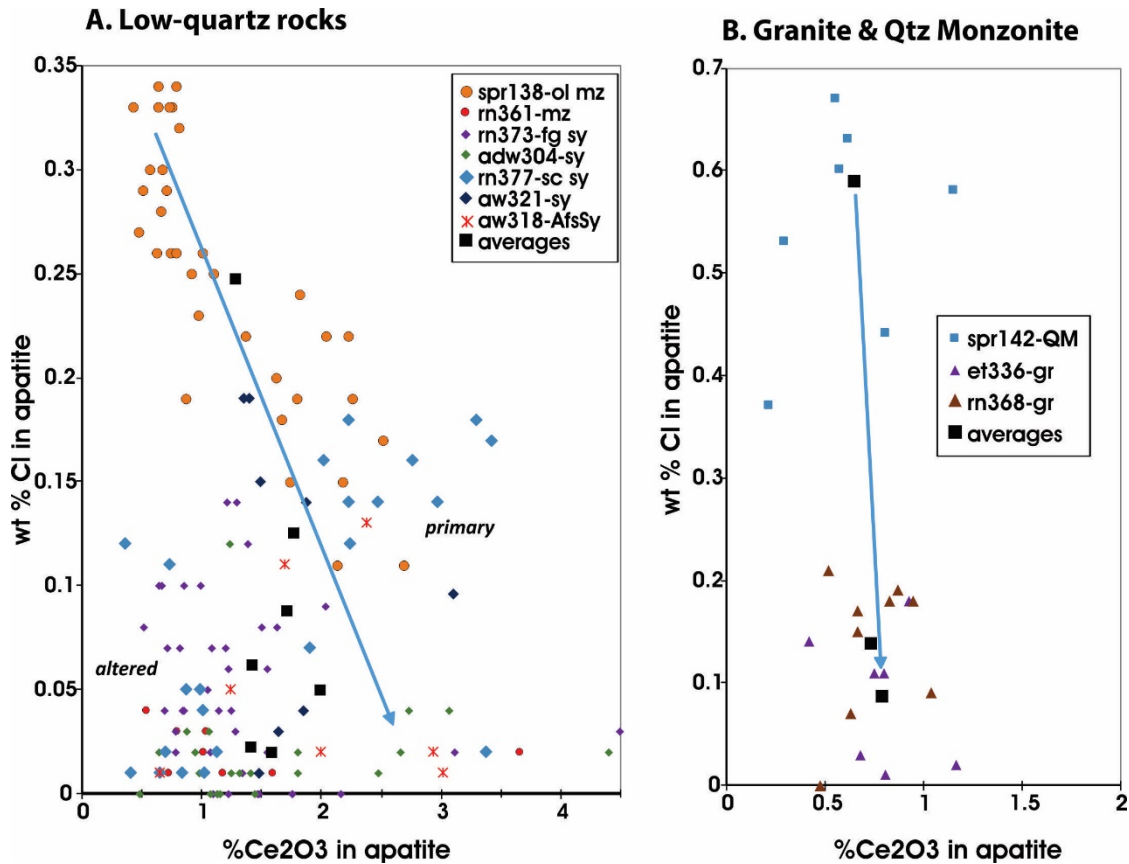 A. Low-quartz rocks
0.35
0.3
0.25
0.2
0.15
0.1
0.05
0
wt % Cl in apatite
spr138-ol mz
rn361-mz
rn373-fg sy
adw304-sy
rn377-sc sy
aw321-sy
aw318-AfsSy
averages
primary
altered
0 1 2 3 4
%Ce2O3 in apatite
B. Granite & Qtz Monzonite
0.7
0.6
0.5
0.4
0.3
0.2
0.1
0
wt % Cl in apatite
spr142-QM
et336-gr
rn368-gr
averages
0 0.5 1 1.5 2
%Ce2O3 in apatite